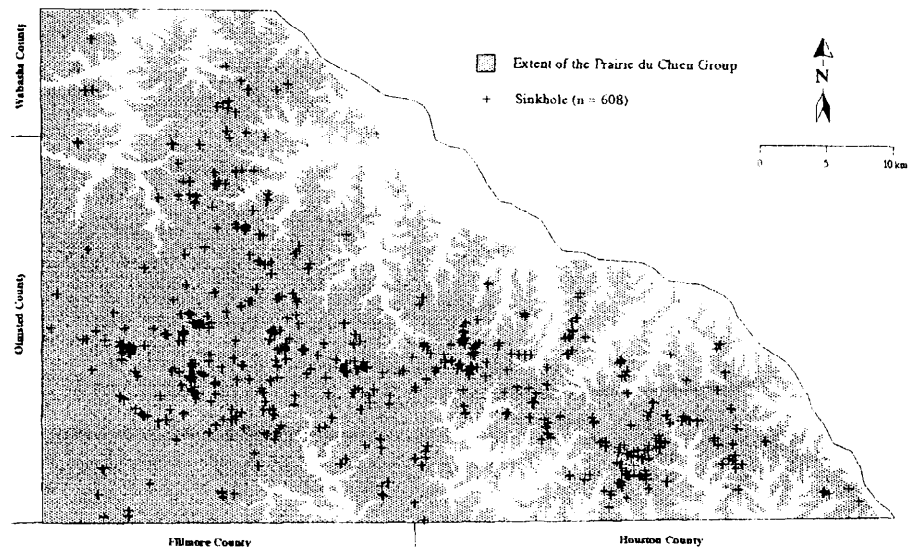 Wabasha County
Extent of the Prairie du Chien Group
Sinkhole (n = 608)
N
0 5 10 km
Olmsted County
Fillmore County
Houston County